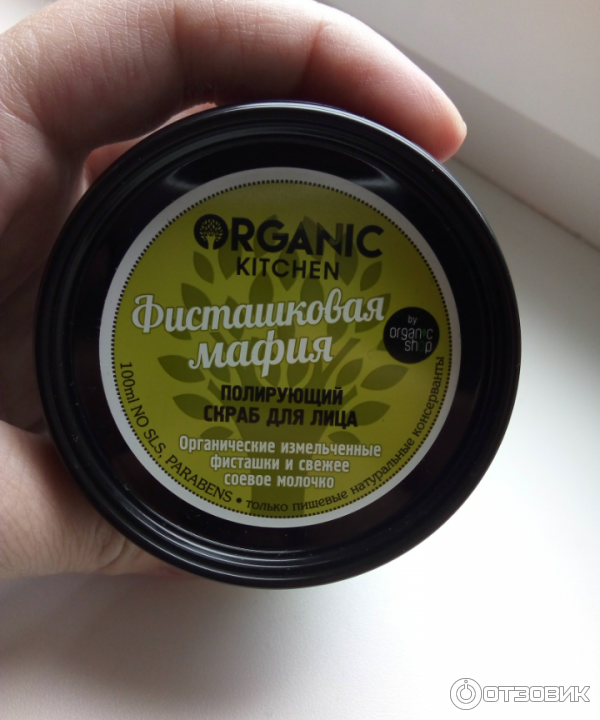 ORGANIC
KITCHEN
Фисташковая
мафия
by
organic
shop
ПОЛИРУЮЩИЙ
СКРАБ ДЛЯ ЛИЦА
Органические измельченные
фисташки и свежее
соевое молочко
100ml NO SLS, PARABENS • только пищевые натуральные консерванты
ОТЗОВИК